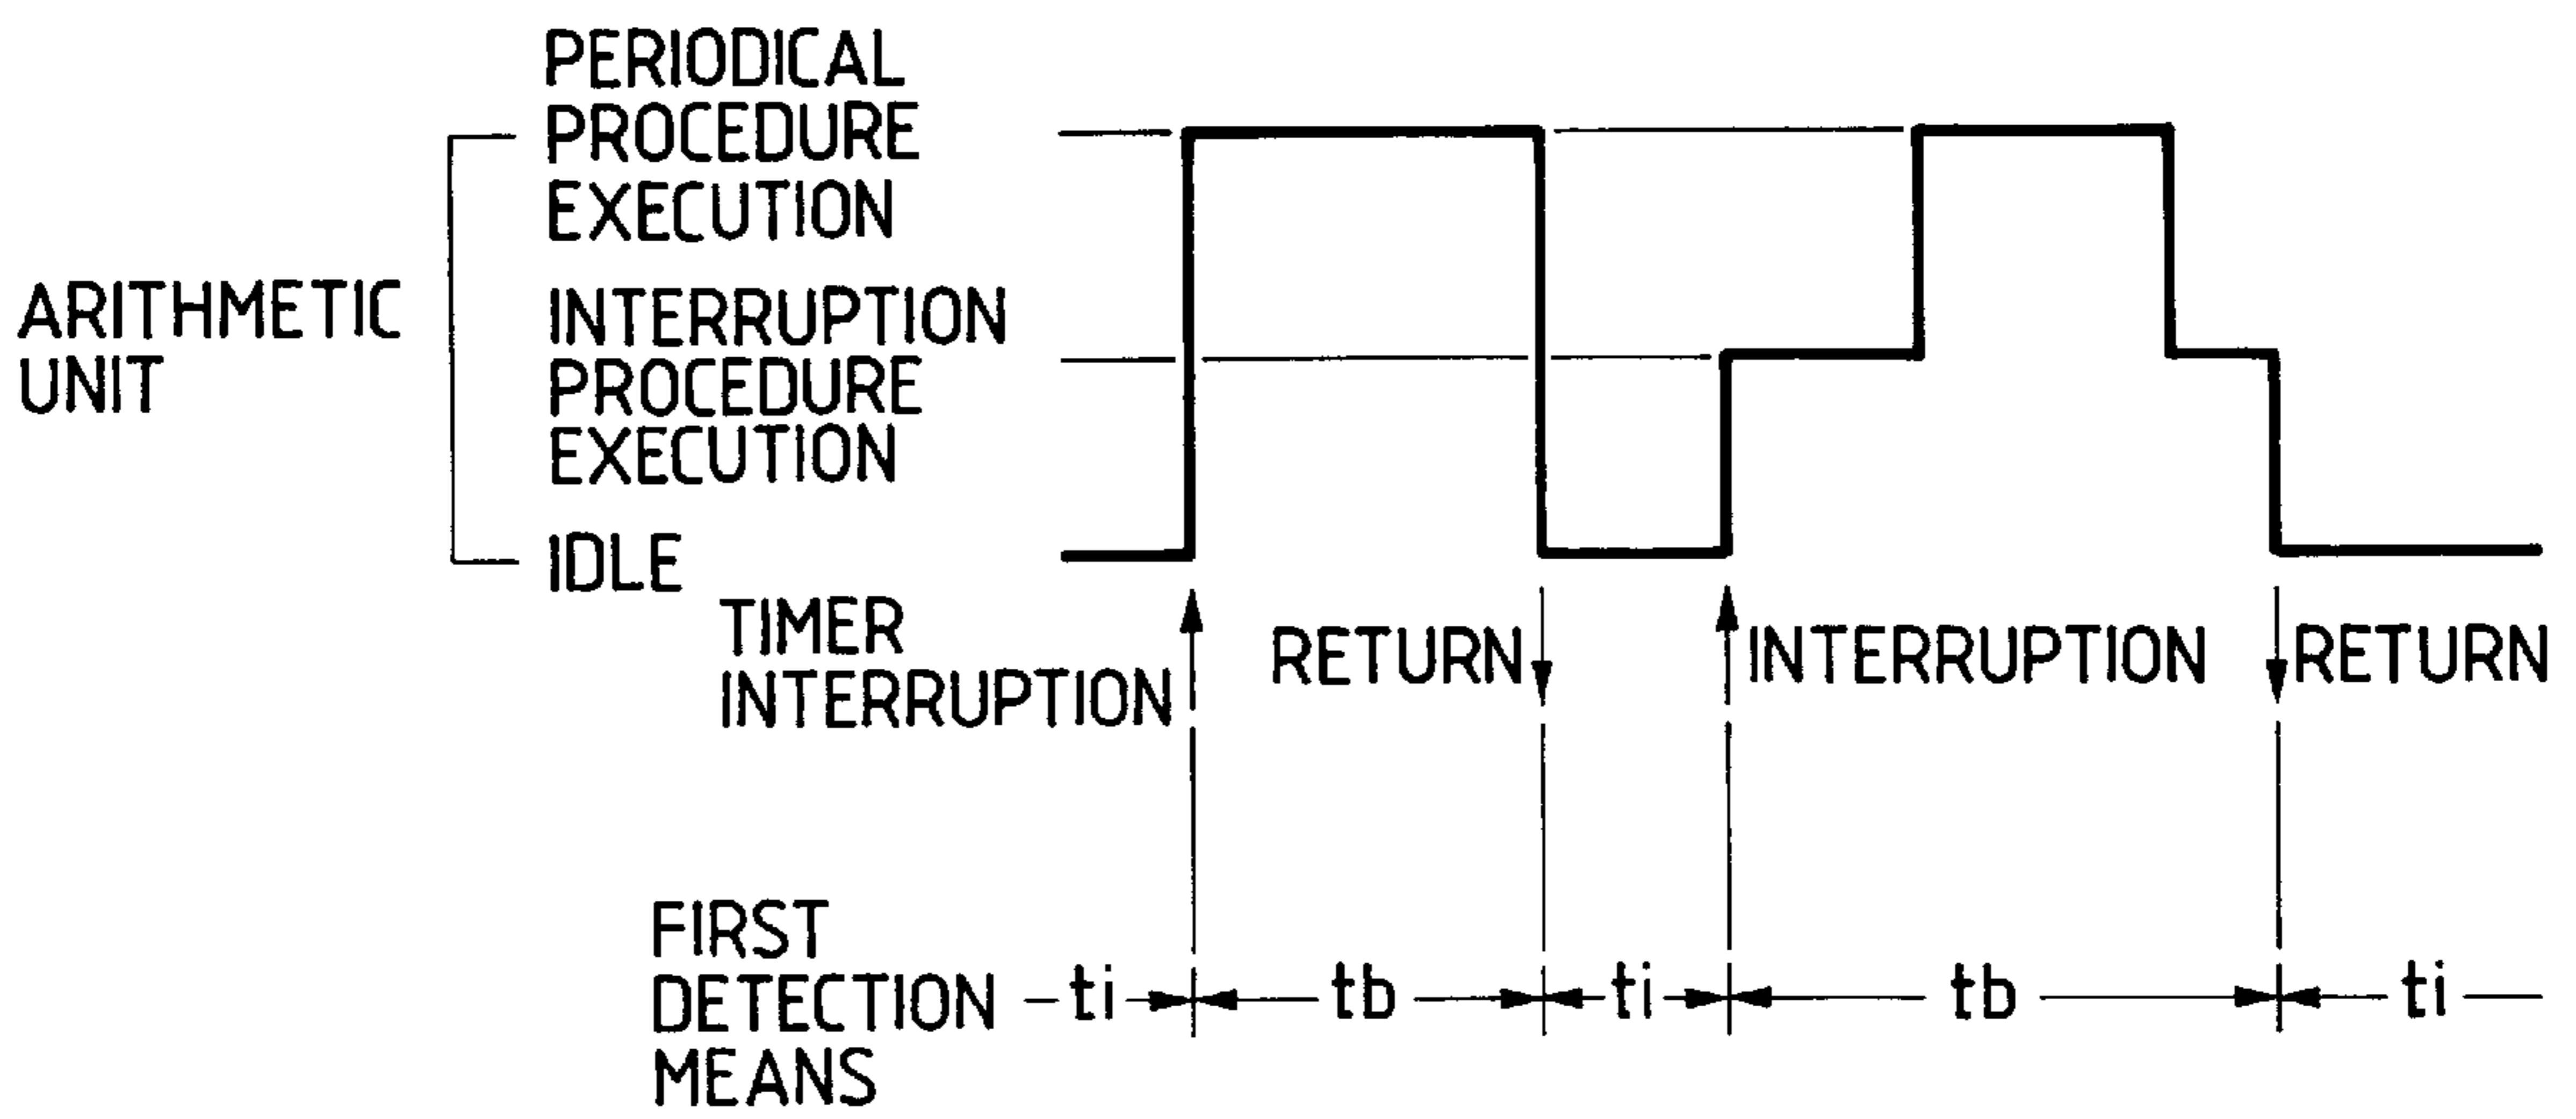 PERIODICAL
PROCEDURE
EXECUTION
ARITHMETIC
UNIT
INTERRUPTION
PROCEDURE
EXECUTION
IDLE
TIMER
INTERRUPTION
RETURN
INTERRUPTION
RETURN
FIRST
DETECTION
MEANS
ti
tb
ti
tb
ti